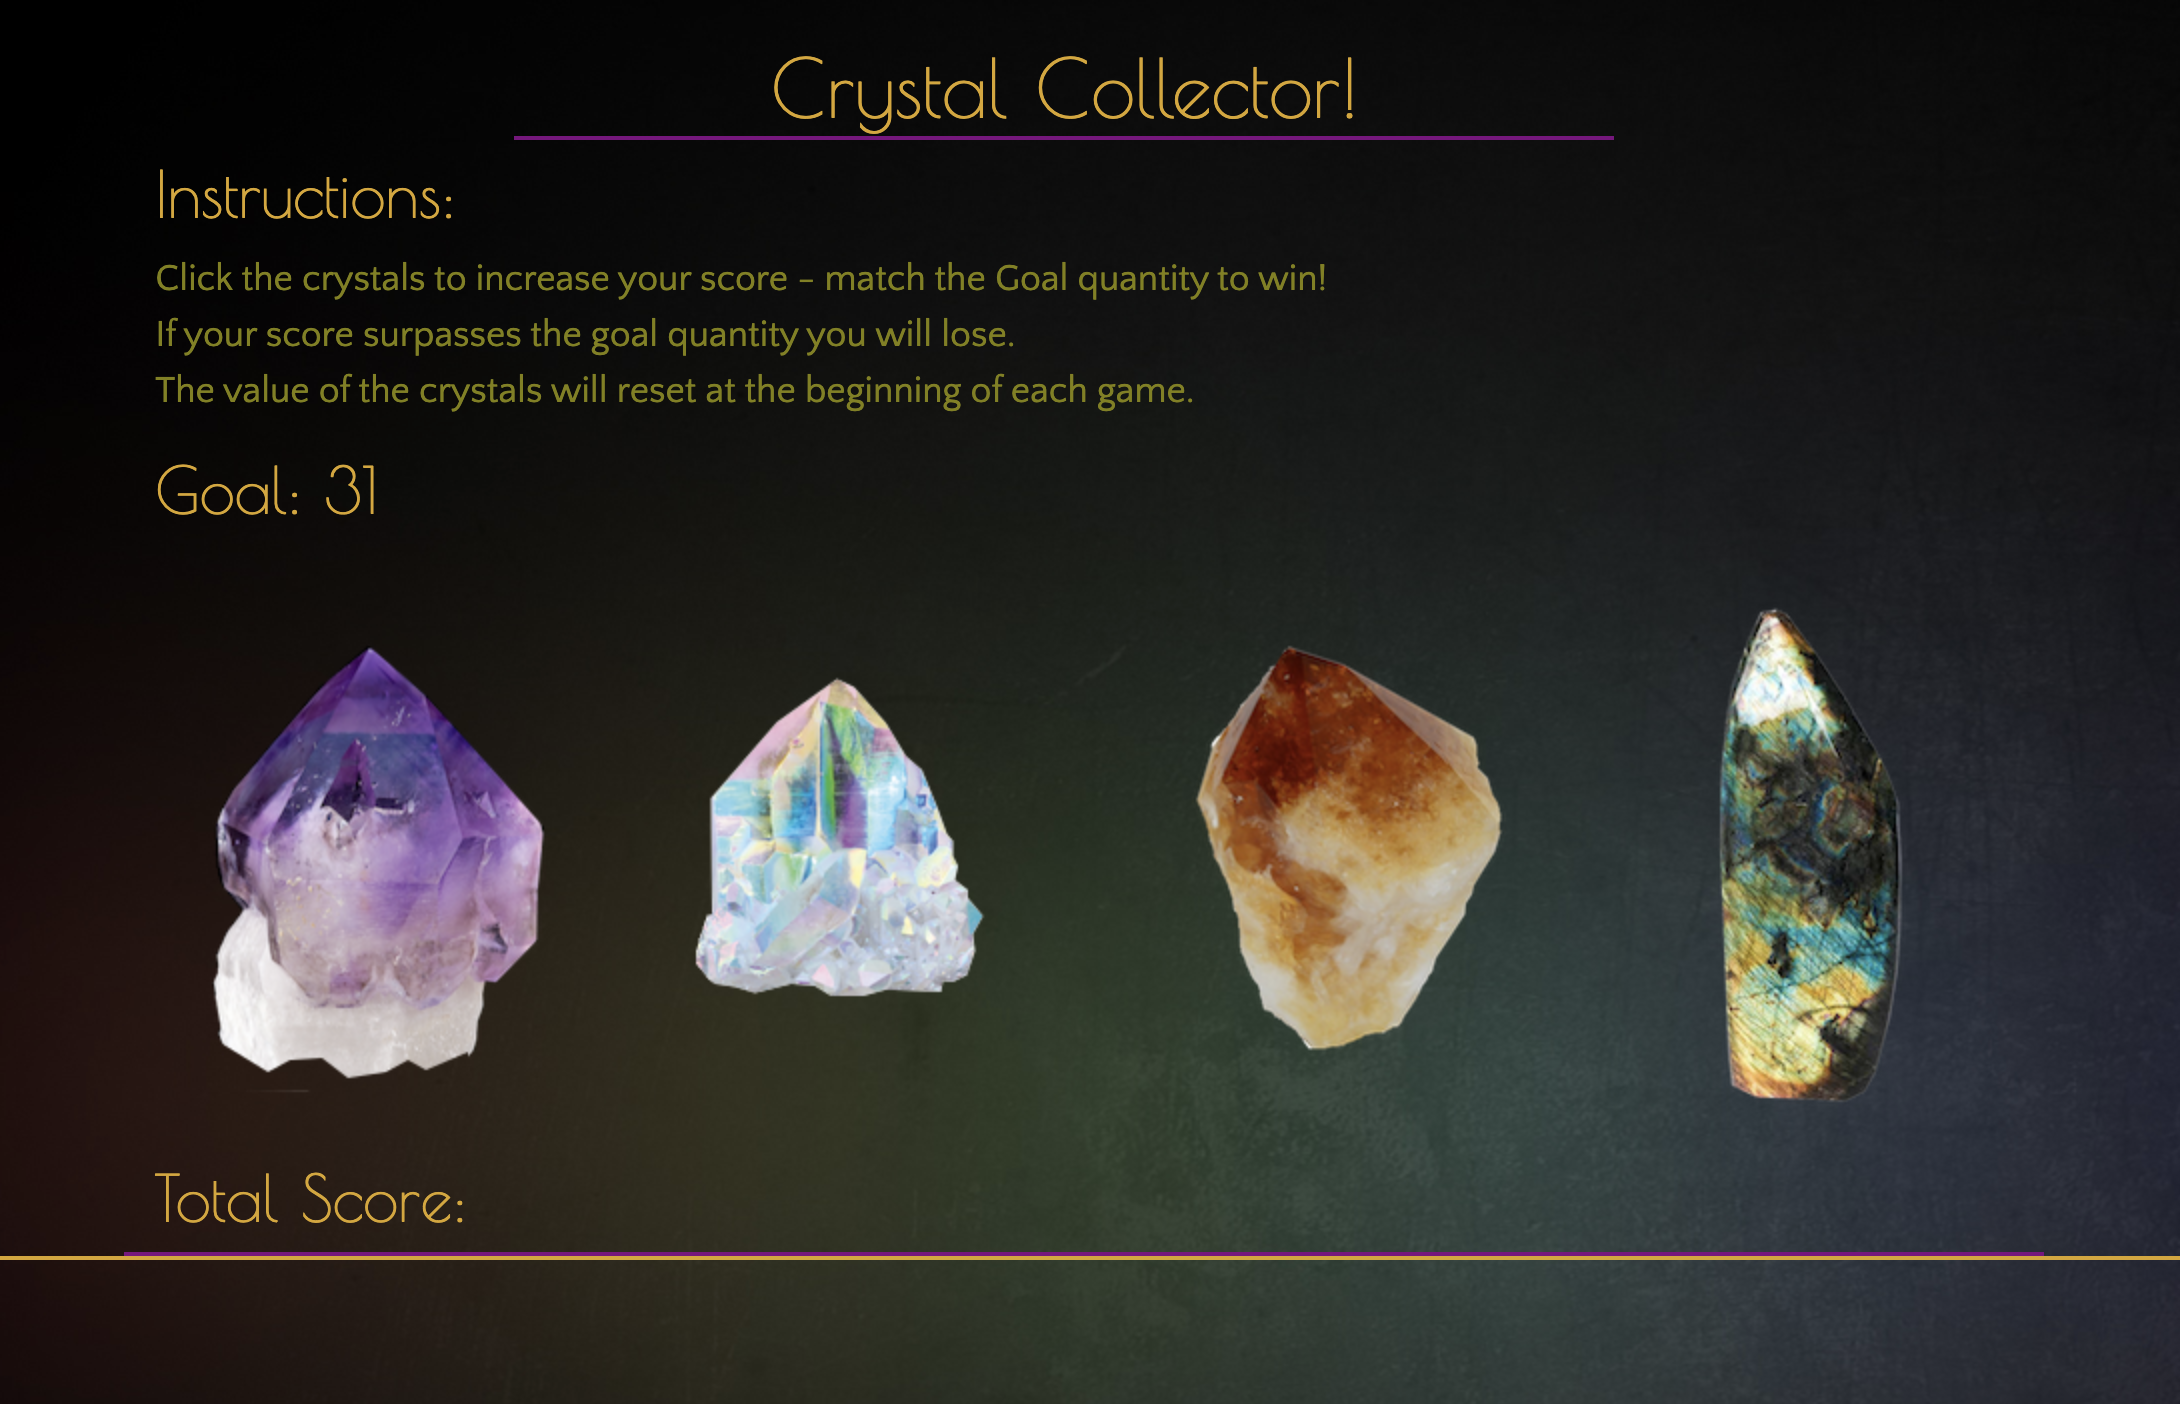 Crystal Collector!
Instructions:
Click the crystals to increase your score – match the Goal quantity to win!
If your score surpasses the goal quantity you will lose.
The value of the crystals will reset at the beginning of each game.
Goal: 31
Total Score: